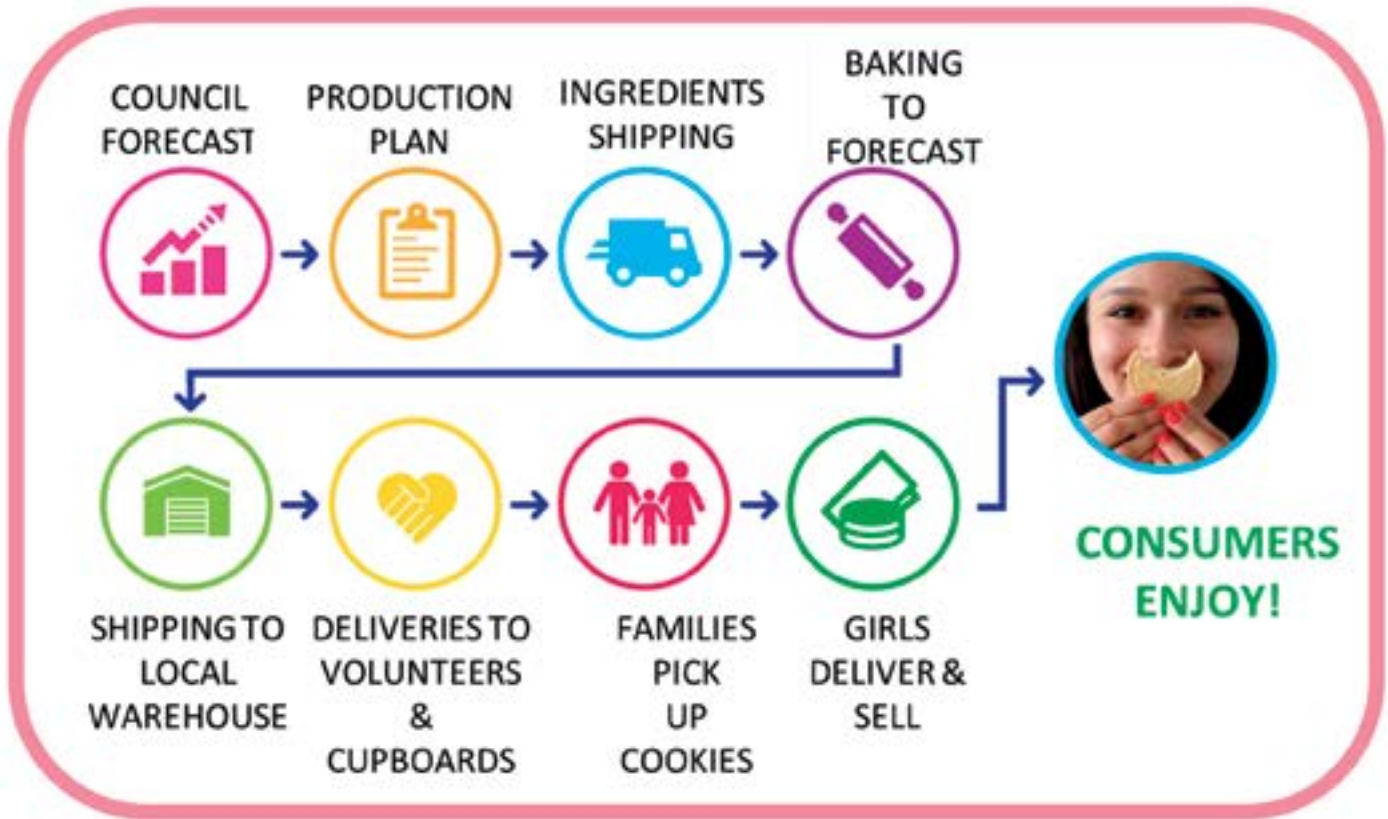 COUNCIL
FORECAST
PRODUCTION
PLAN
INGREDIENTS
SHIPPING
BAKING
TO
FORECAST
SHIPPING TO
LOCAL
WAREHOUSE
DELIVERIES TO
VOLUNTEERS
&
CUPBOARDS
FAMILIES
PICK
UP
COOKIES
GIRLS
DELIVER &
SELL
CONSUMERS
ENJOY!